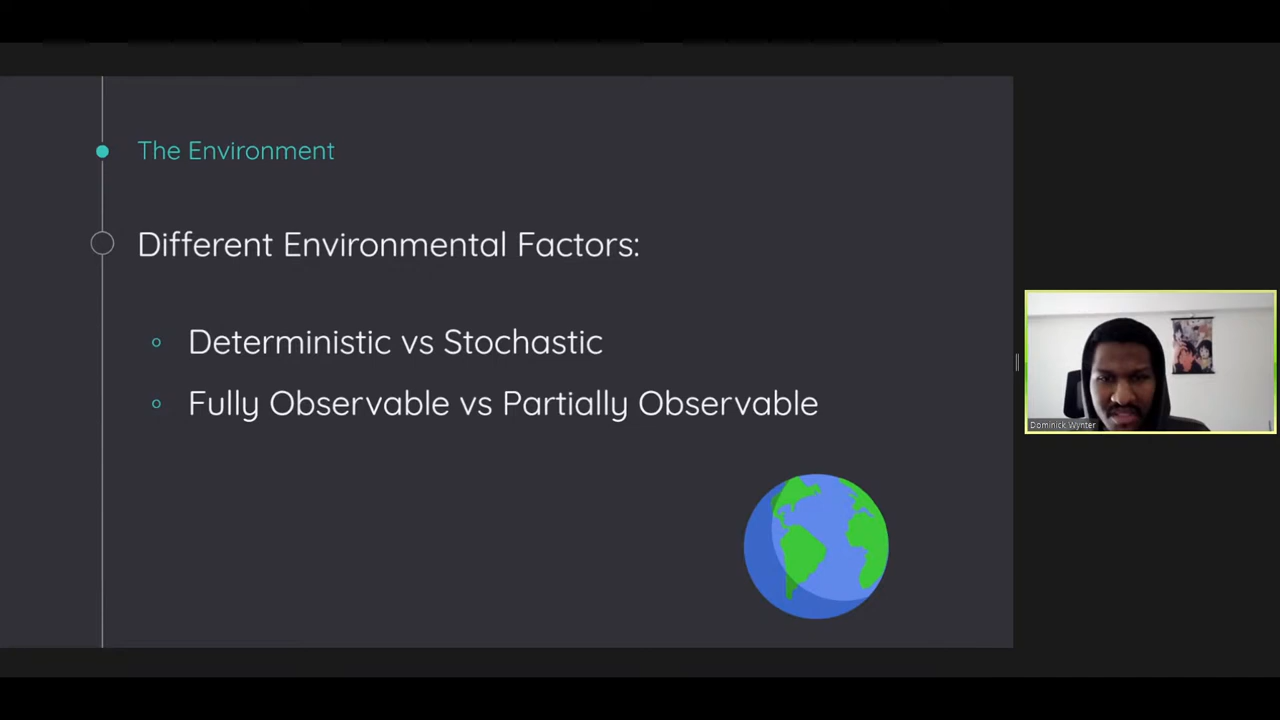 The Environment
Different Environmental Factors:
Deterministic vs Stochastic
Fully Observable vs Partially Observable
Dominick Wynter